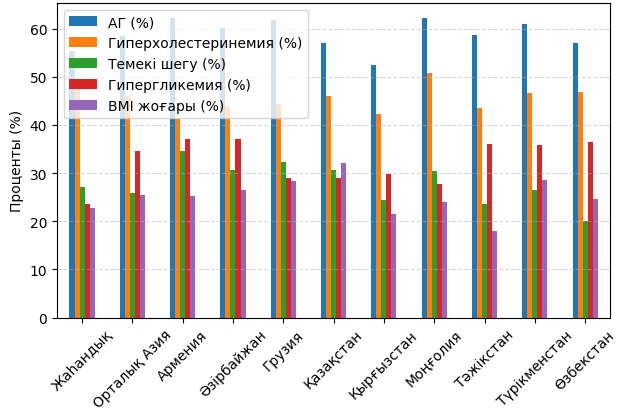 АГ (%)
Гиперхолестеринемия (%)
Темекі шегу (%)
Гипергликемия (%)
BMI жоғары (%)
Проценты (%)
60
50
40
30
20
10
0
Жаһандық
Орталық Азия
Армения
Әзірбайжан
Грузия
Қазақстан
Қырғызстан
Моңғолия
Тәжікстан
Түрікменстан
Өзбекстан